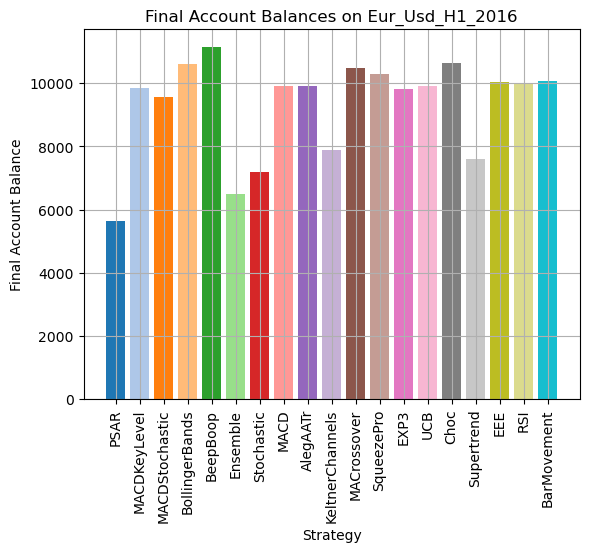 Final Account Balances on Eur_Usd_H1_2016
Final Account Balance
10000
8000
6000
4000
2000
0
PSAR
MACDKeyLevel
MACDStochastic
BollingerBands
BeepBoop
Ensemble
Stochastic
MACD
AlegAATr
KeltnerChannels
MACrossover
SqueezePro
EXP3
UCB
Choc
Supertrend
EEE
RSI
BarMovement
Strategy